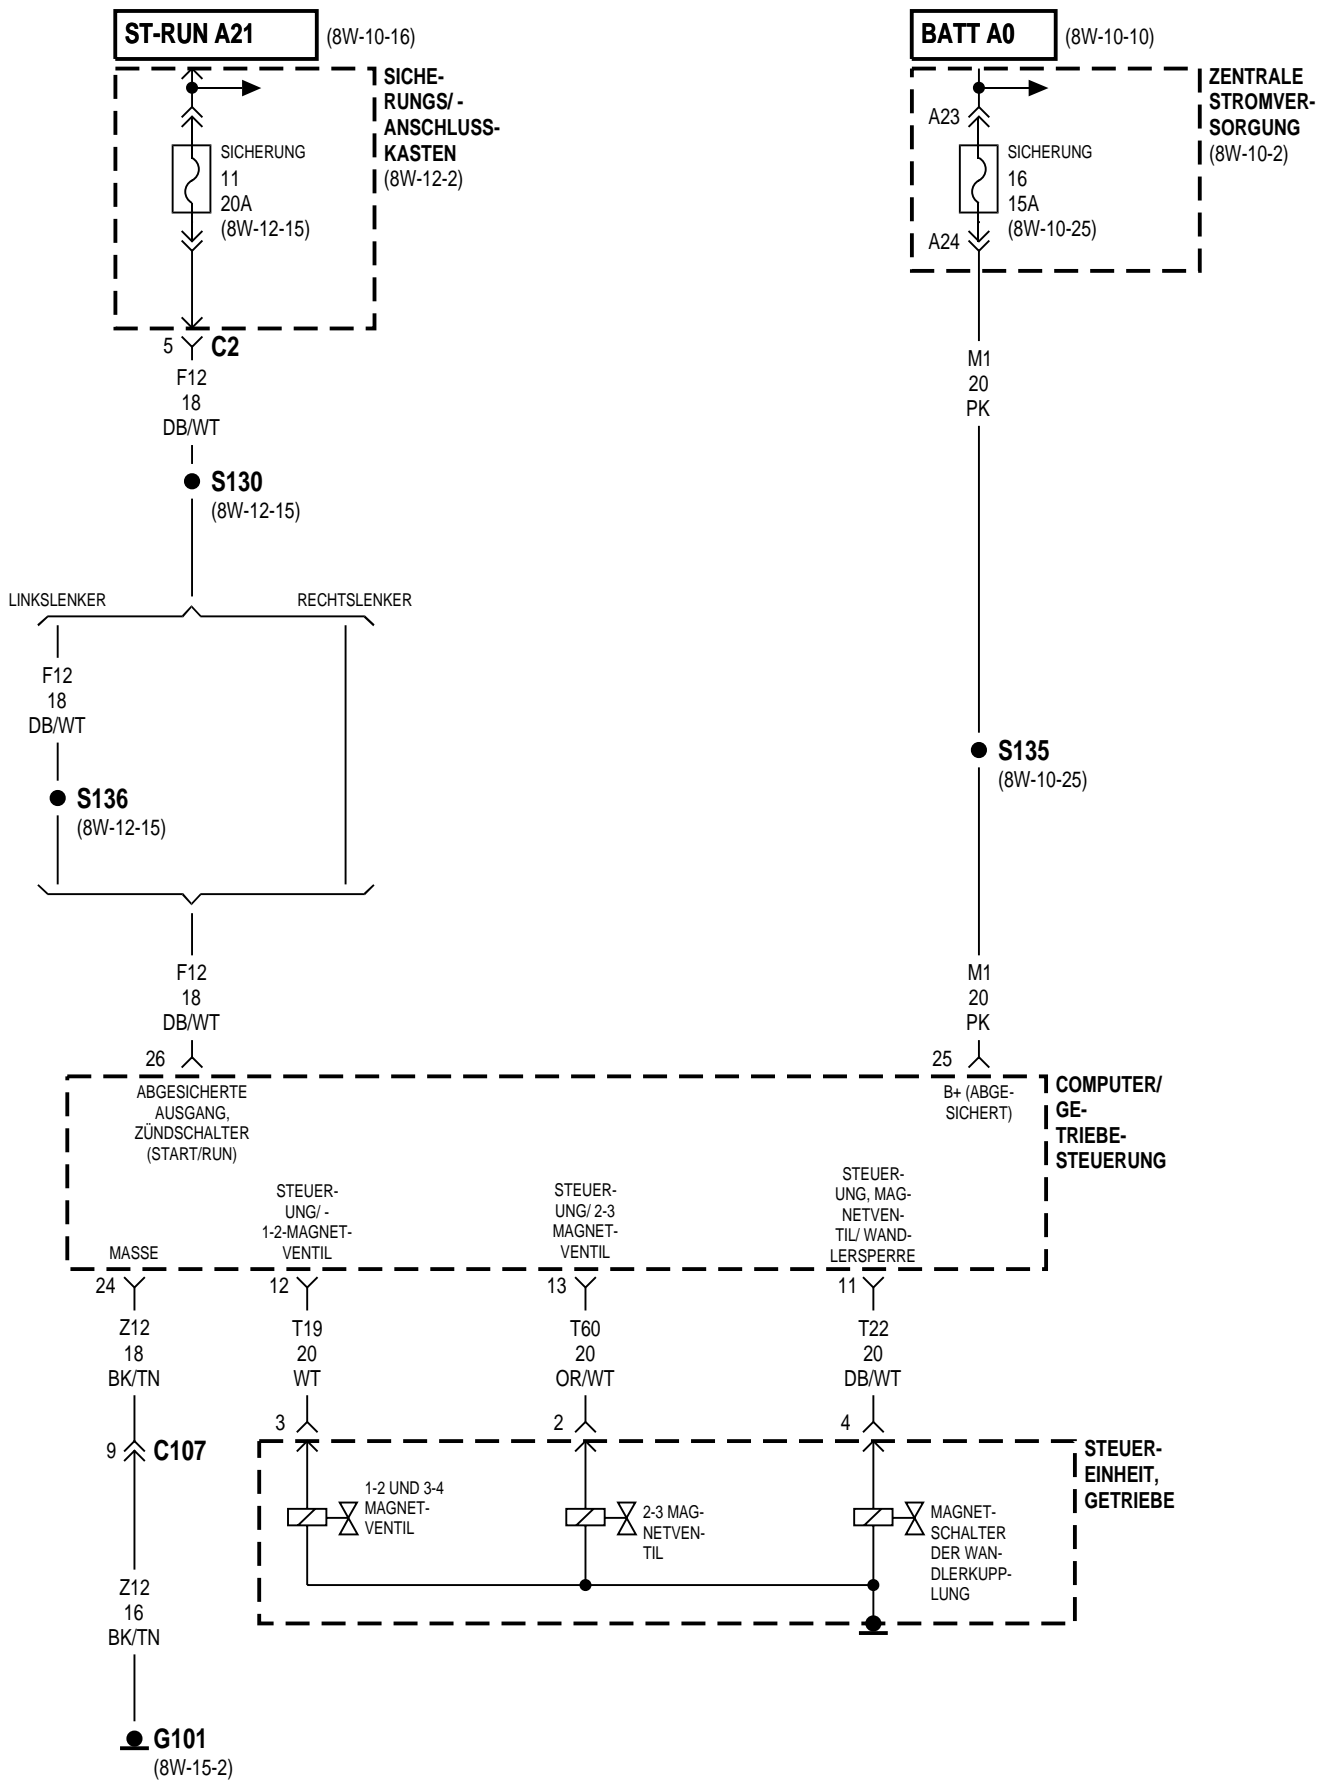 ST-RUN A21
(8W-10-16)
SICHE-
RUNGS/ -
ANSCHLUSS-
KASTEN
(8W-12-2)
SICHERUNG
11
20A
(8W-12-15)
5
C2
F12
18
DB/WT
S130
(8W-12-15)
LINKSLENKER
RECHTSLENKER
F12
18
DB/WT
S136
(8W-12-15)
F12
18
DB/WT
26
BATT A0
(8W-10-10)
ZENTRALE
STROMVER-
SORGUNG
(8W-10-2)
A23
SICHERUNG
16
15A
(8W-10-25)
A24
M1
20
PK
S135
(8W-10-25)
M1
20
PK
25
COMPUTER/
GE-
TRIEBE-
STEUERUNG
ABGESICHERTE
AUSGANG,
ZÜNDSCHALTER
(START/RUN)
B+ (ABGE-
SICHERT)
MASSE
STEUER-
UNG/ -
1-2-MAGNET-
VENTIL
STEUER-
UNG/ 2-3
MAGNET-
VENTIL
STEUER-
UNG, MAG-
NETVEN-
TIL/ WAND-
LERSPERRE
24
Z12
18
BK/TN
9
C107
Z12
16
BK/TN
G101
(8W-15-2)
12
T19
20
WT
3
13
T60
20
OR/WT
2
11
T22
20
DB/WT
4
STEUER-
EINHEIT,
GETRIEBE
1-2 UND 3-4
MAGNET-
VENTIL
2-3 MAG-
NETVEN-
TIL
MAGNET-
SCHALTER
DER WAN-
DLERKUPP-
LUNG